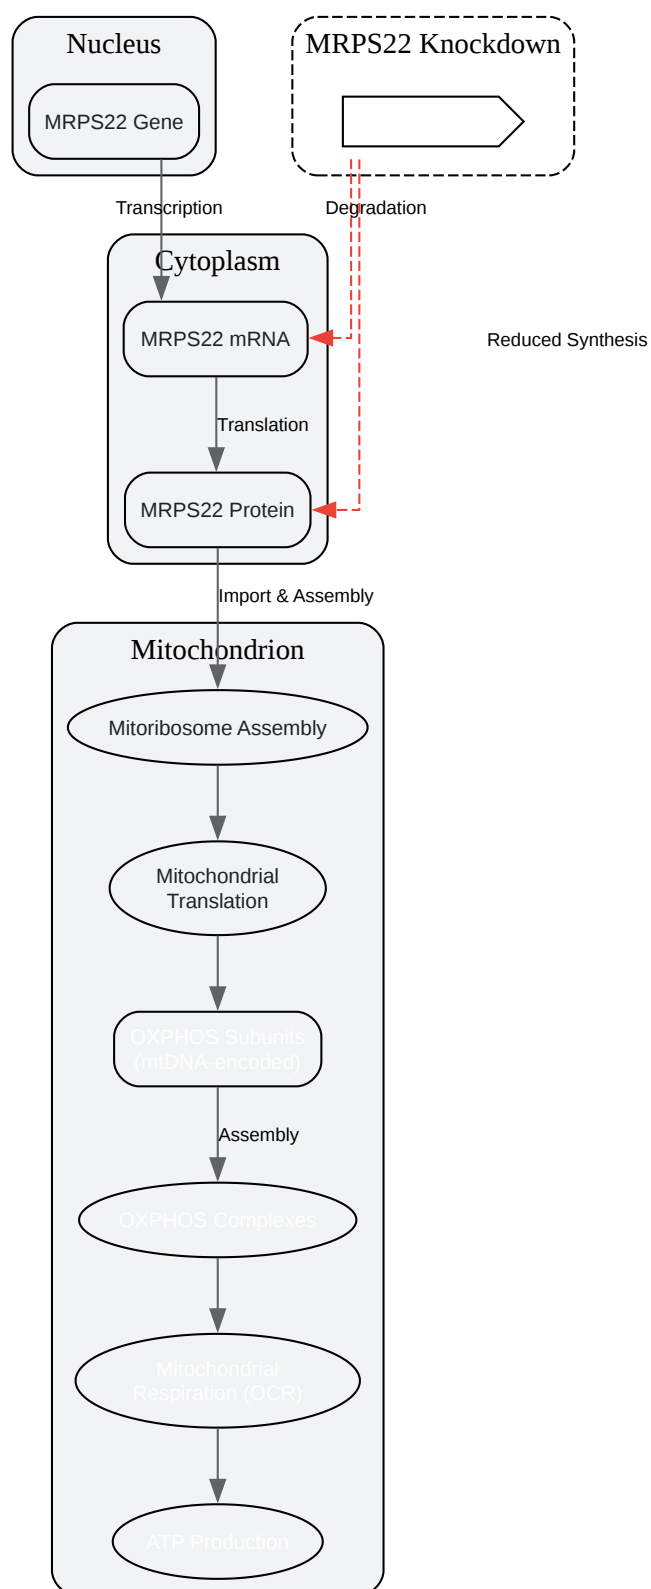 Nucleus
MRPS22 Knockdown
MRPS22 Gene
Transcription
Degradation
Cytoplasm
MRPS22 mRNA
Reduced Synthesis
Translation
MRPS22 Protein
Import & Assembly
Mitochondrion
Mitoribosome Assembly
Mitochondrial
Translation
OXPHOS Subunits
(mtDNA-encoded)
Assembly
OXPHOS Complexes
Mitochondrial
Respiration (OCR)
ATP Production